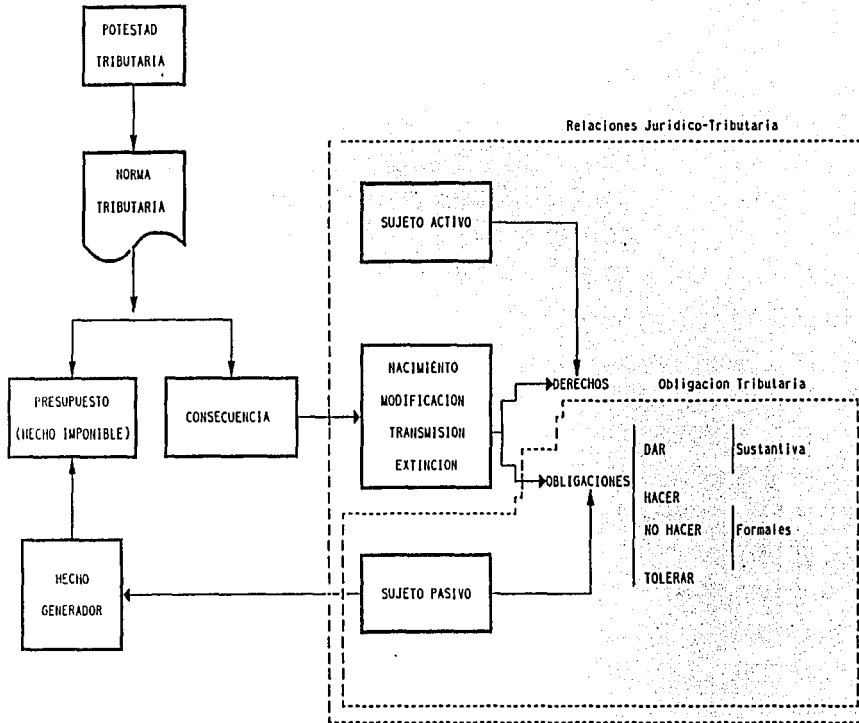 POTESTAD
TRIBUTARIA
Relaciones Juridico-Tributaria
NORMA
TRIBUTARIA
SUJETO ACTIVO
PRESUPUESTO
(HECHO IMPONIBLE)
CONSECUENCIA
NACIMIENTO
MODIFICACION
TRANSMISION
EXTINCION
DERECHOS
Obligacion Tributaria
OBLIGACIONES
DAR
Sustantiva
HACER
NO HACER
Formales
TOLERAR
HECHO
GENERADOR
SUJETO PASIVO